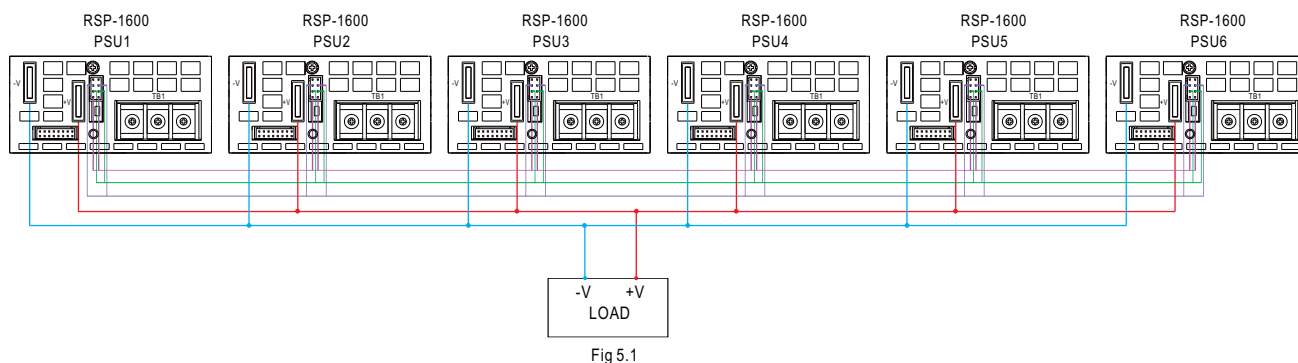 RSP-1600 RSP-1600 RSP-1600 RSP-1600 RSP-1600 RSP-1600
PSU1 PSU2 PSU3 PSU4 PSU5 PSU6
-V +V TB1 -V +V TB1 -V +V TB1 -V +V TB1 -V +V TB1 -V +V TB1
-V +V
LOAD
Fig 5.1